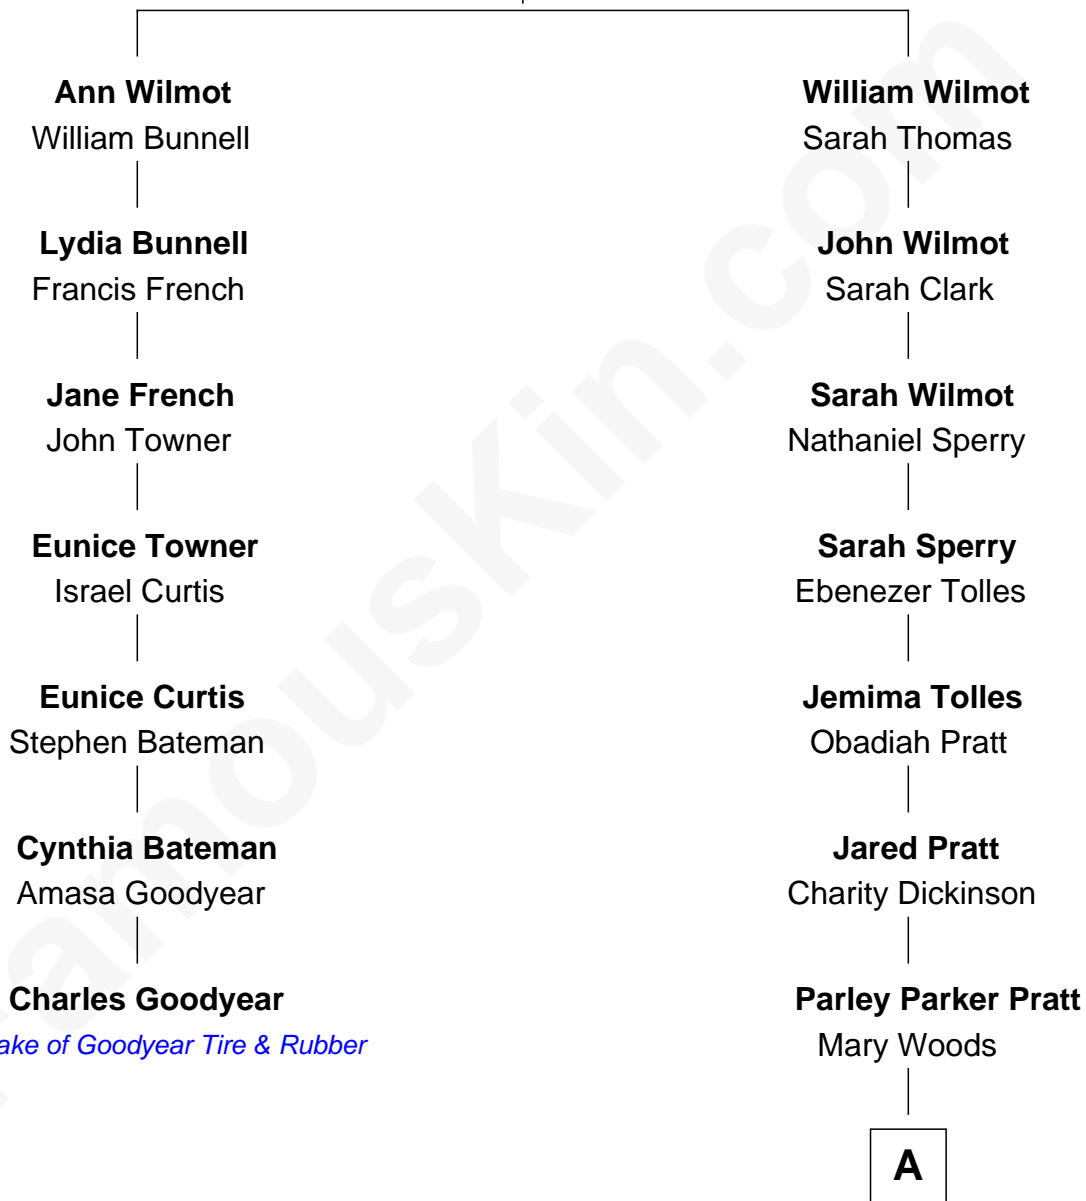 Ann Wilmot
William Bunnell
William Wilmot
Sarah Thomas
Lydia Bunnell
Francis French
John Wilmot
Sarah Clark
Jane French
John Towner
Sarah Wilmot
Nathaniel Sperry
Eunice Towner
Israel Curtis
Sarah Sperry
Ebenezer Tolles
Eunice Curtis
Stephen Bateman
Jemima Tolles
Obadiah Pratt
Cynthia Bateman
Amasa Goodyear
Jared Pratt
Charity Dickinson
Charles Goodyear
ake of Goodyear Tire & Rubber
Parley Parker Pratt
Mary Woods
A
FamousKin.com